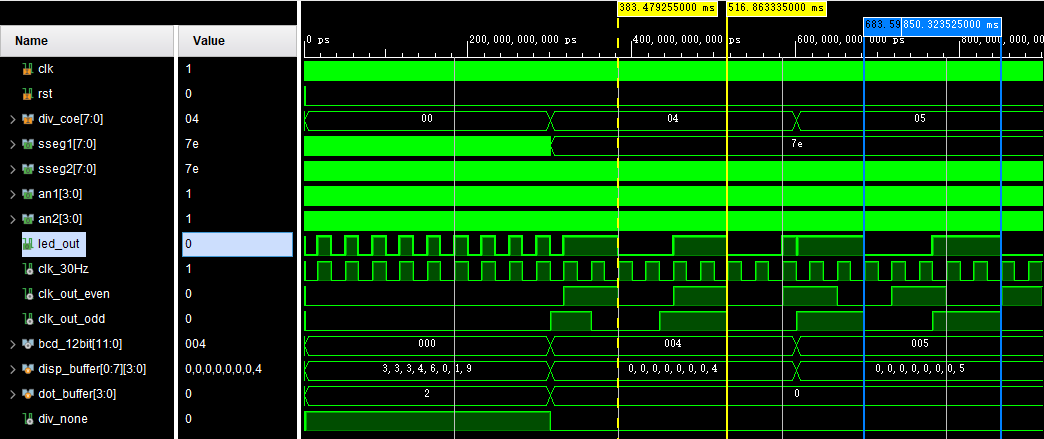 383.479255000 ms 516.863335000 ms
683.59 850.323525000 ms
Name Value
0 ps 200,000,000,000 ps 400,000,000,000 ps 600,000,000,000 ps 800,000,000,0
clk 1
rst 0
div_coe[7:0] 04 00 04 05
sseg1[7:0] 7e 7e
sseg2[7:0] 7e
an1[3:0] 1
an2[3:0] 1
led_out 0
clk_30Hz 1
clk_out_even 0
clk_out_odd 0
bcd_12bit[11:0] 004 000 004 005
disp_buffer[0:7][3:0] 0,0,0,0,0,0,0,4 3,3,3,4,6,0,1,9 0,0,0,0,0,0,0,4 0,0,0,0,0,0,0,5
dot_buffer[3:0] 0 2 0
div_none 0